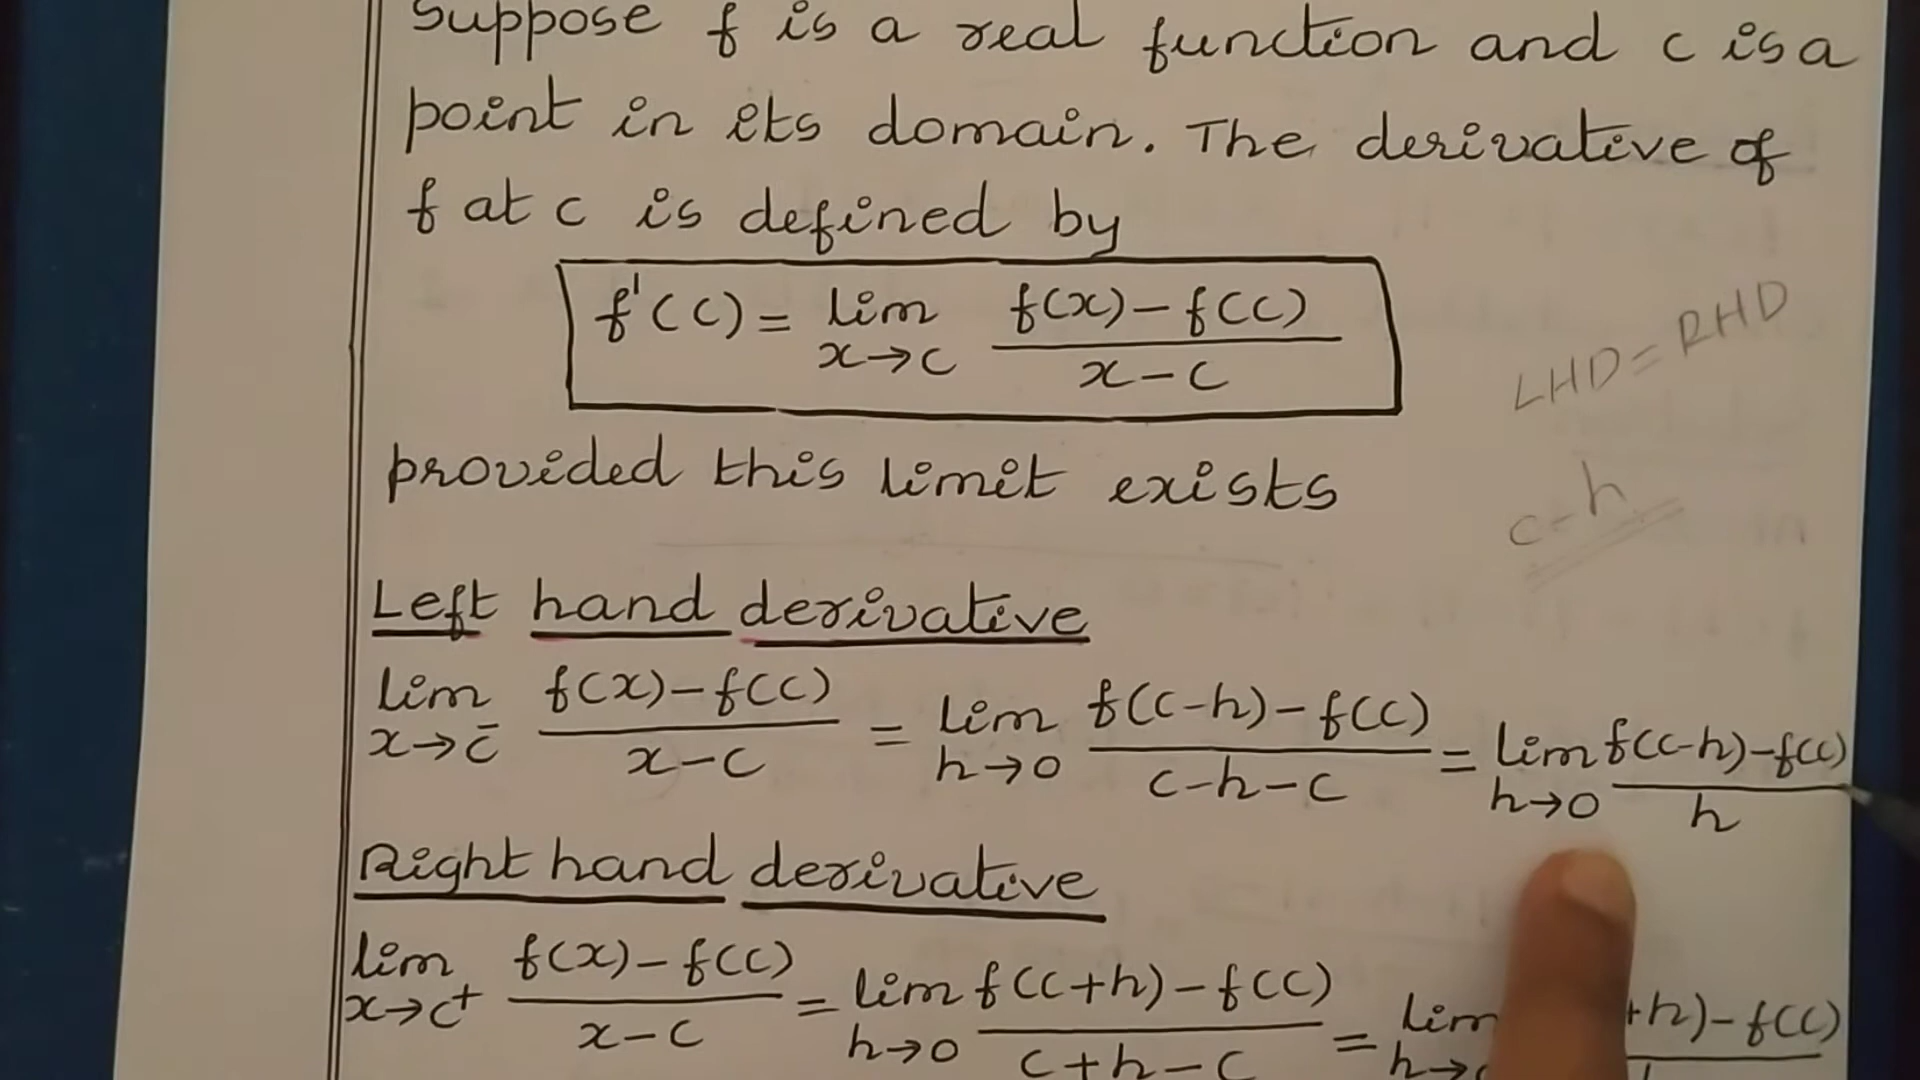 Suppose f is a real function and c is a
point in its domain. The derivative of
f at c is defined by
f'(c) = lim x→c f(x)-f(c) / x-c
LHD = RHD
provided this limit exists
c-h
Left hand derivative
lim x→c⁻ f(x)-f(c) / x-c = lim h→0 f(c-h)-f(c) / c-h-c = lim h→0 f(c-h)-f(c) / h
Right hand derivative
lim x→c⁺ f(x)-f(c) / x-c = lim h→0 f(c+h)-f(c) / c+h-c = lim h→ +h)-f(c)